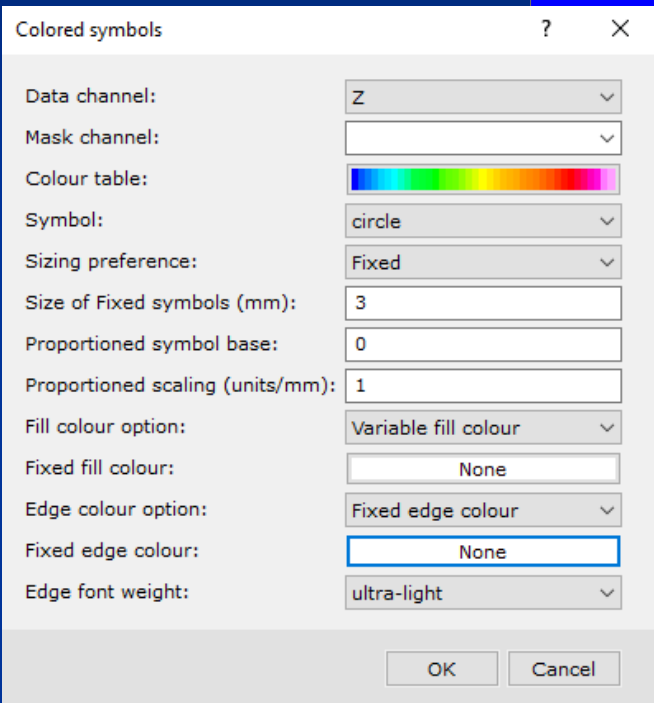 Colored symbols ?
Data channel: Z
Mask channel:
Colour table:
Symbol: circle
Sizing preference: Fixed
Size of Fixed symbols (mm): 3
Proportioned symbol base: 0
Proportioned scaling (units/mm): 1
Fill colour option: Variable fill colour
Fixed fill colour: None
Edge colour option: Fixed edge colour
Fixed edge colour: None
Edge font weight: ultra-light
OK Cancel